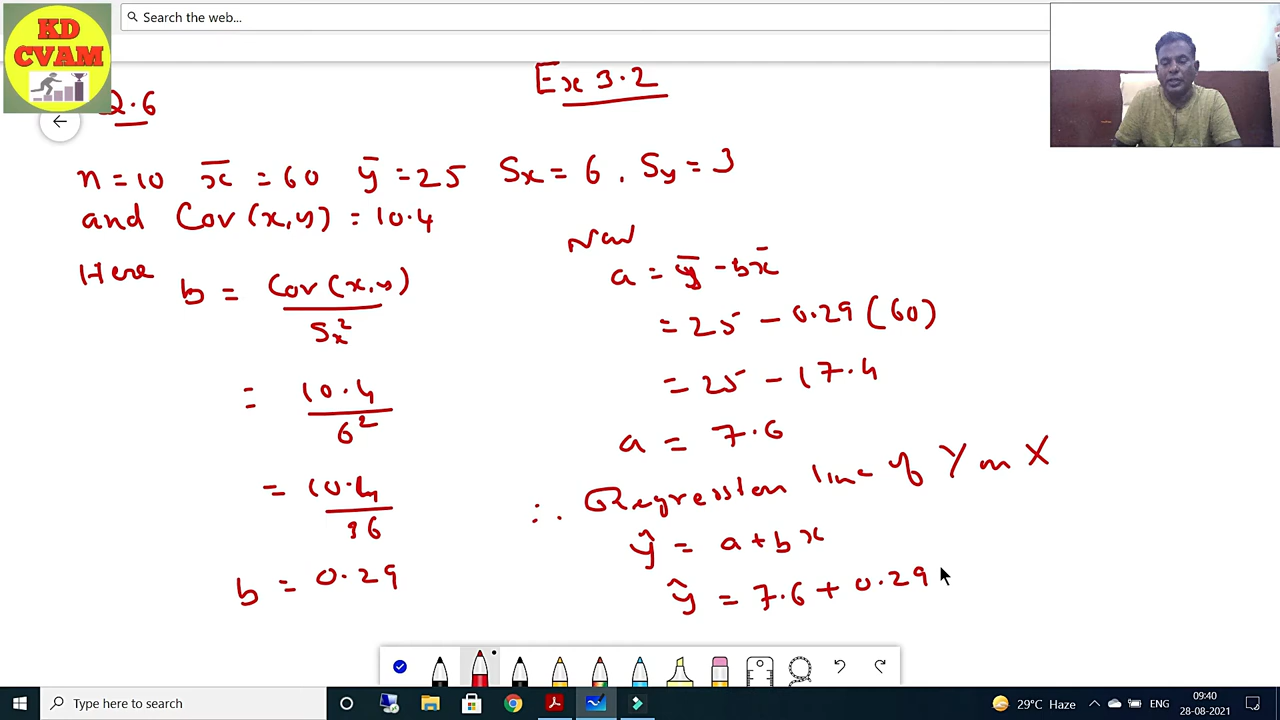 Search the web...
KD
CVAM
Ex 3.2
Q.6
n = 10 x̄ = 60 ȳ = 25 Sx = 6, Sy = 3
and Cov (x,y) = 10.4
Here b = Cov (x,y) / Sx²
= 10.4 / 6²
= 10.4 / 36
b = 0.29
Now
a = ȳ - bx̄
= 25 - 0.29 (60)
= 25 - 17.4
a = 7.6
∴ Regression line of Y on X
ŷ = a + bx
ŷ = 7.6 + 0.29
Type here to search
29°C Haze
ENG
09:40
28-08-2021